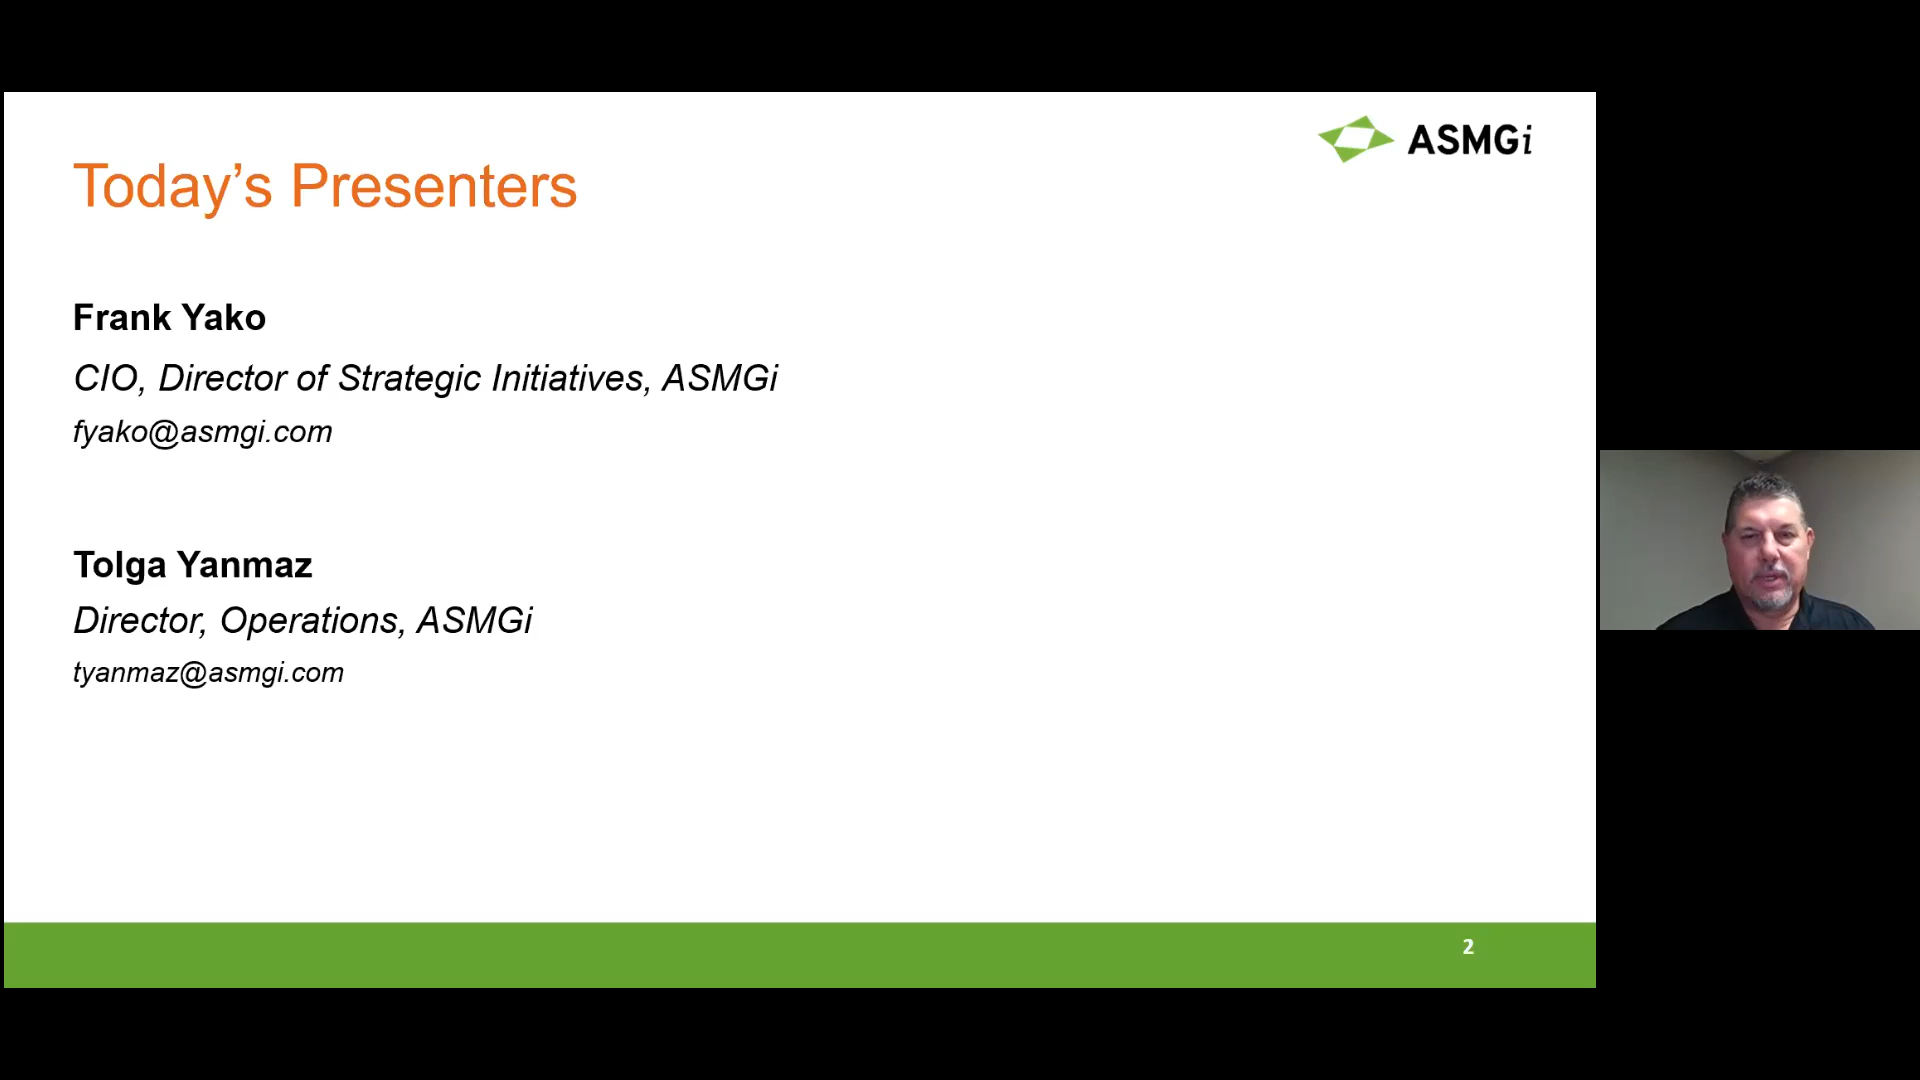 ASMGi
Today’s Presenters
Frank Yako
CIO, Director of Strategic Initiatives, ASMGi
fyako@asmgi.com
Tolga Yanmaz
Director, Operations, ASMGi
tyanmaz@asmgi.com
2